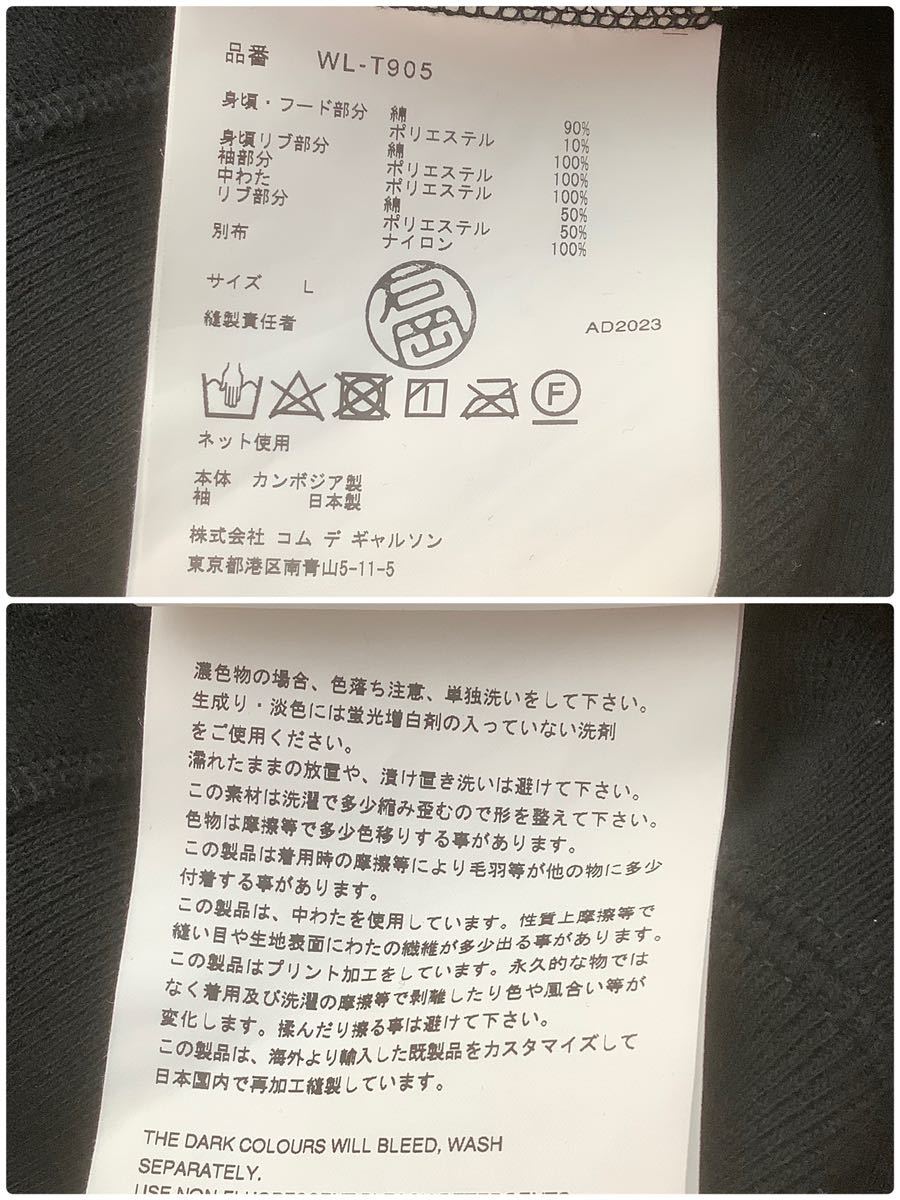 品番 WL-T905
身頃・フード部分 綿 90%
ポリエステル 10%
身頃リブ部分 綿 100%
袖部分 ポリエステル 100%
中わた ポリエステル 100%
リブ部分 綿 50%
ポリエステル 50%
別布 ナイロン 100%
サイズ L
縫製責任者
AD2023
ネット使用
本体 カンボジア製
袖 日本製
株式会社 コム デ ギャルソン
東京都港区南青山5-11-5
濃色物の場合、色落ち注意、単独洗いをして下さい。
生成り・淡色には蛍光増白剤の入っていない洗剤
をご使用ください。
濡れたままの放置や、漬け置き洗いは避けて下さい。
この素材は洗濯で多少縮み歪むので形を整えて下さい。
色物は摩擦等で多少色移りする事があります。
この製品は着用時の摩擦等により毛羽等が他の物に多少
付着する事があります。
この製品は、中わたを使用しています。性質上摩擦等で
縫い目や生地表面にわたの繊維が多少出る事があります。
この製品はプリント加工をしています。永久的な物では
なく着用及び洗濯の摩擦等で剥離したり色や風合い等が
変化します。揉んだり擦る事は避けて下さい。
この製品は、海外より輸入した既製品をカスタマイズして
日本国内で再加工縫製しています。
THE DARK COLOURS WILL BLEED, WASH
SEPARATELY.